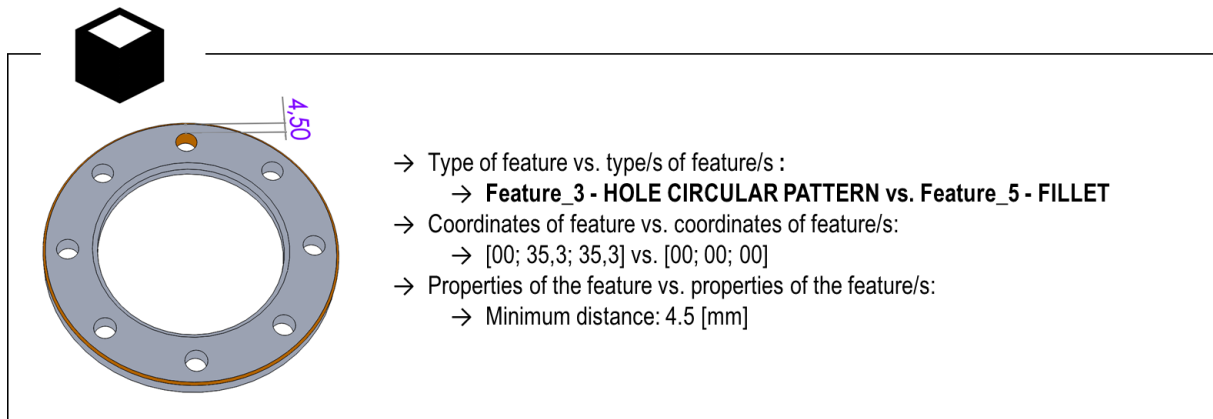 4,50
→ Type of feature vs. type/s of feature/s :
→ Feature_3 - HOLE CIRCULAR PATTERN vs. Feature_5 - FILLET
→ Coordinates of feature vs. coordinates of feature/s:
→ [00; 35,3; 35,3] vs. [00; 00; 00]
→ Properties of the feature vs. properties of the feature/s:
→ Minimum distance: 4.5 [mm]